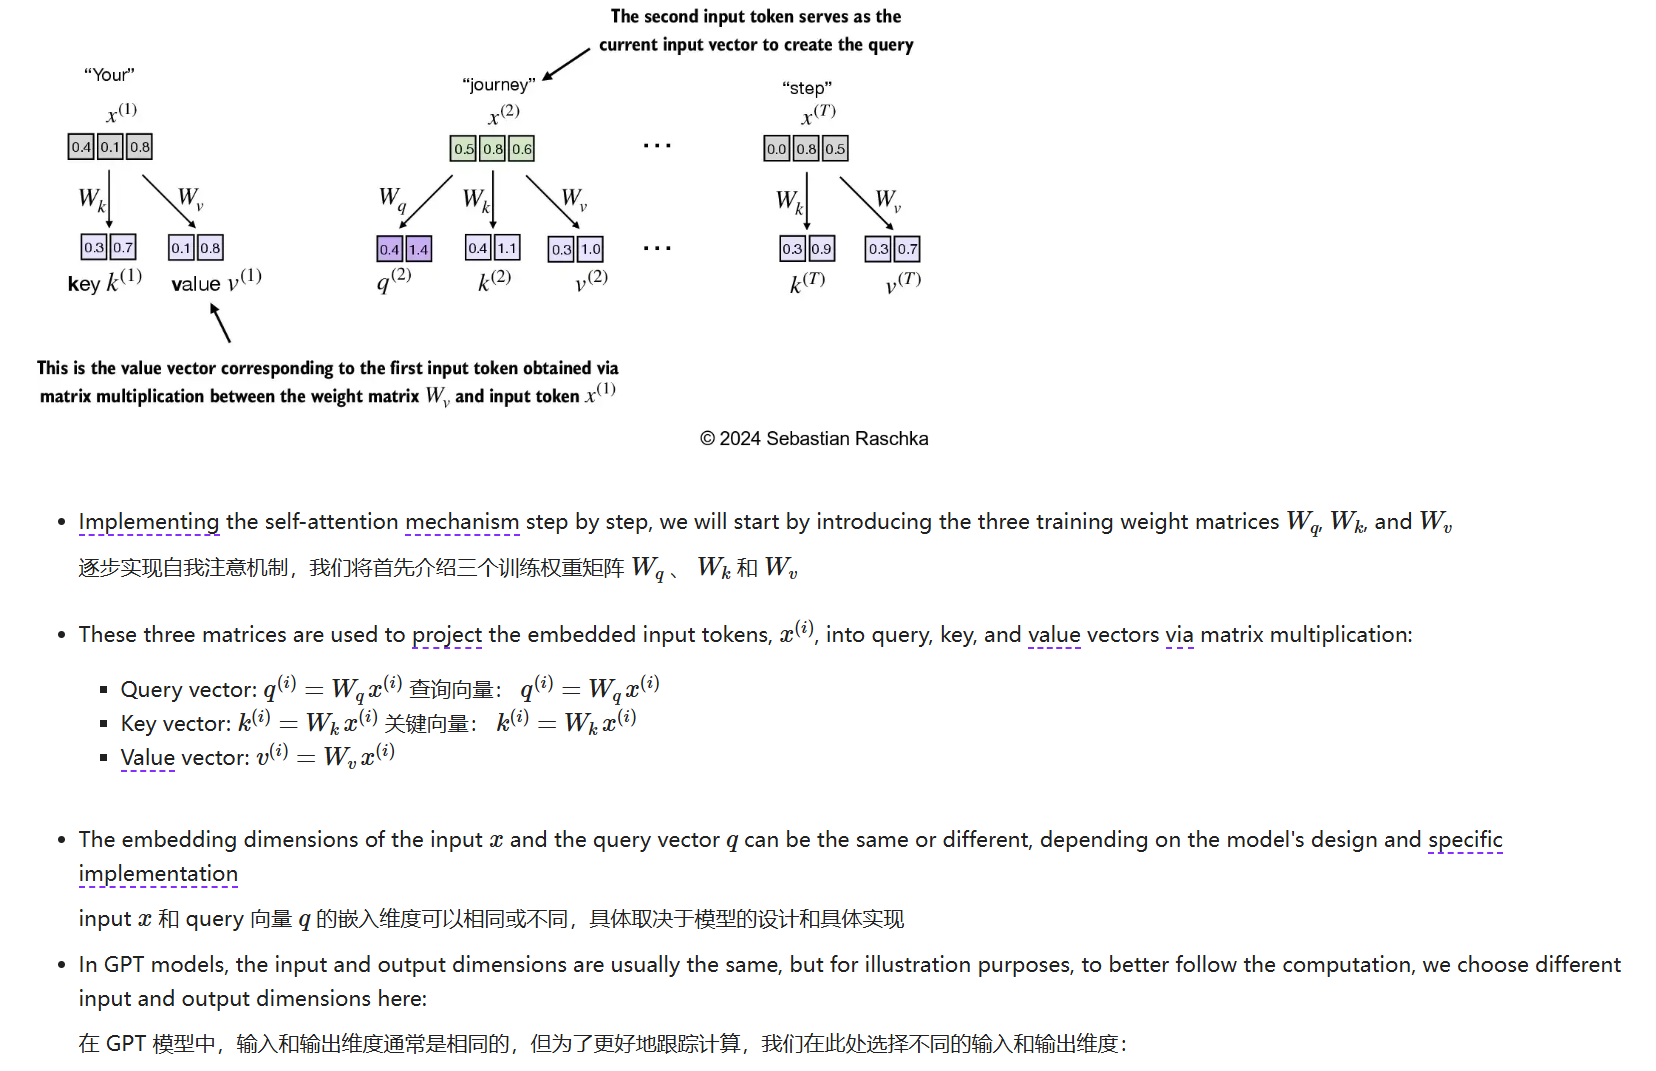 The second input token serves as the
current input vector to create the query
“Your”
“journey”
“step”
x^(1)
x^(2)
x^(T)
0.4 0.1 0.8
0.5 0.8 0.6
...
0.0 0.8 0.5
W_k W_v
W_q W_k W_v
W_k W_v
0.3 0.7 0.1 0.8
0.4 1.4 0.4 1.1 0.3 1.0
...
0.3 0.9 0.3 0.7
key k^(1) value v^(1)
q^(2) k^(2) v^(2)
k^(T) v^(T)
This is the value vector corresponding to the first input token obtained via
matrix multiplication between the weight matrix W_v and input token x^(1)
© 2024 Sebastian Raschka
• Implementing the self-attention mechanism step by step, we will start by introducing the three training weight matrices W_q, W_k, and W_v
逐步实现自我注意机制，我们将首先介绍三个训练权重矩阵 W_q 、 W_k 和 W_v
• These three matrices are used to project the embedded input tokens, x^(i), into query, key, and value vectors via matrix multiplication:
▪ Query vector: q^(i) = W_q x^(i) 查询向量： q^(i) = W_q x^(i)
▪ Key vector: k^(i) = W_k x^(i) 关键向量： k^(i) = W_k x^(i)
▪ Value vector: v^(i) = W_v x^(i)
• The embedding dimensions of the input x and the query vector q can be the same or different, depending on the model's design and specific
implementation
input x 和 query 向量 q 的嵌入维度可以相同或不同，具体取决于模型的设计和具体实现
• In GPT models, the input and output dimensions are usually the same, but for illustration purposes, to better follow the computation, we choose different
input and output dimensions here:
在 GPT 模型中，输入和输出维度通常是相同的，但为了更好地跟踪计算，我们在此处选择不同的输入和输出维度：